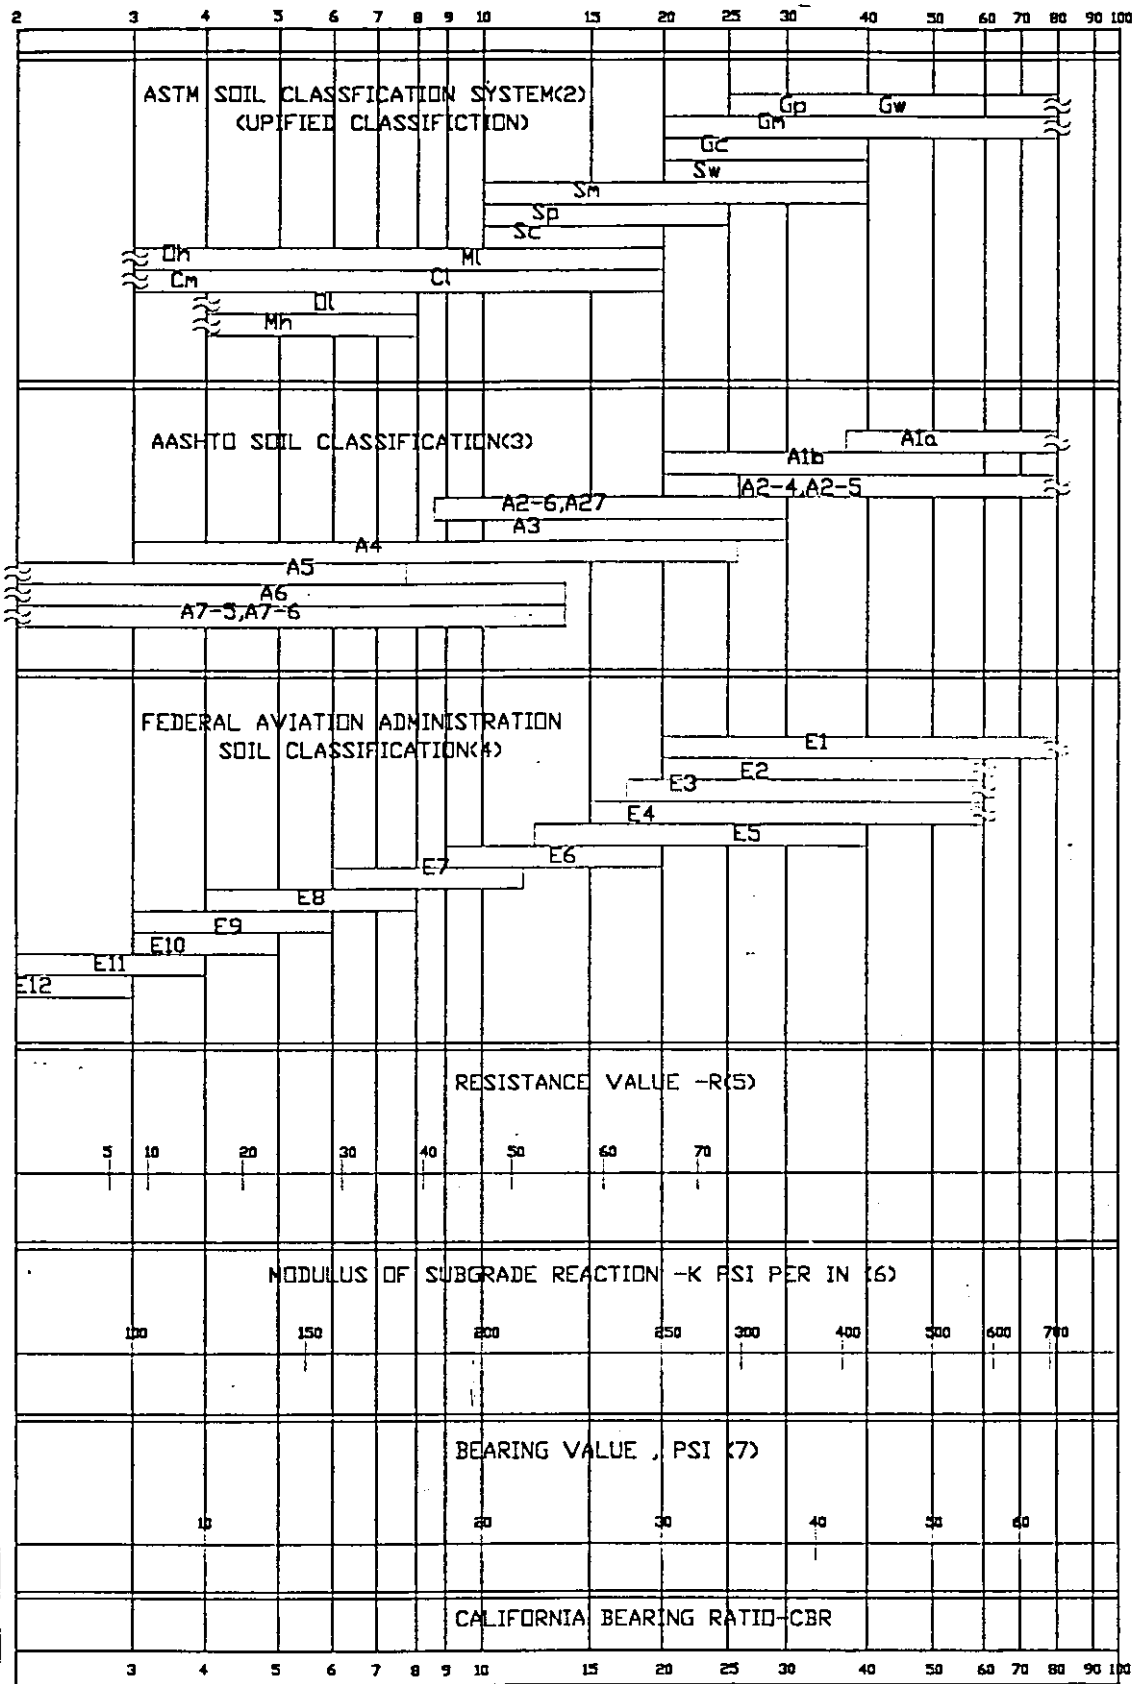 2 3 4 5 6 7 8 9 10 15 20 25 30 40 50 60 70 80 90 100
ASTM SOIL CLASSFICATION SYSTEM(2)
(UPIFIED CLASSIFICTION)
Gp Gw
Gm
Gc
Sw
Sm
Sp
Sc
Oh Ml
Cm Cl
Ol
Mh
AASHTO SOIL CLASSIFICATION(3)
A1a
A1b
A2-4,A2-5
A2-6,A27
A3
A4
A5
A6
A7-5,A7-6
FEDERAL AVIATION ADMINISTRATION
SOIL CLASSIFICATION(4)
E1
E2
E3
E4
E5
E6
E7
E8
E9
E10
E11
E12
RESISTANCE VALUE -R(5)
5 10 20 30 40 50 60 70
MODULUS OF SUBGRADE REACTION -K PSI PER IN (6)
100 150 200 250 300 400 500 600 700
BEARING VALUE , PSI (7)
10 20 30 40 50 60
CALIFORNIA BEARING RATIO-CBR
3 4 5 6 7 8 9 10 15 20 25 30 40 50 60 70 80 90 100